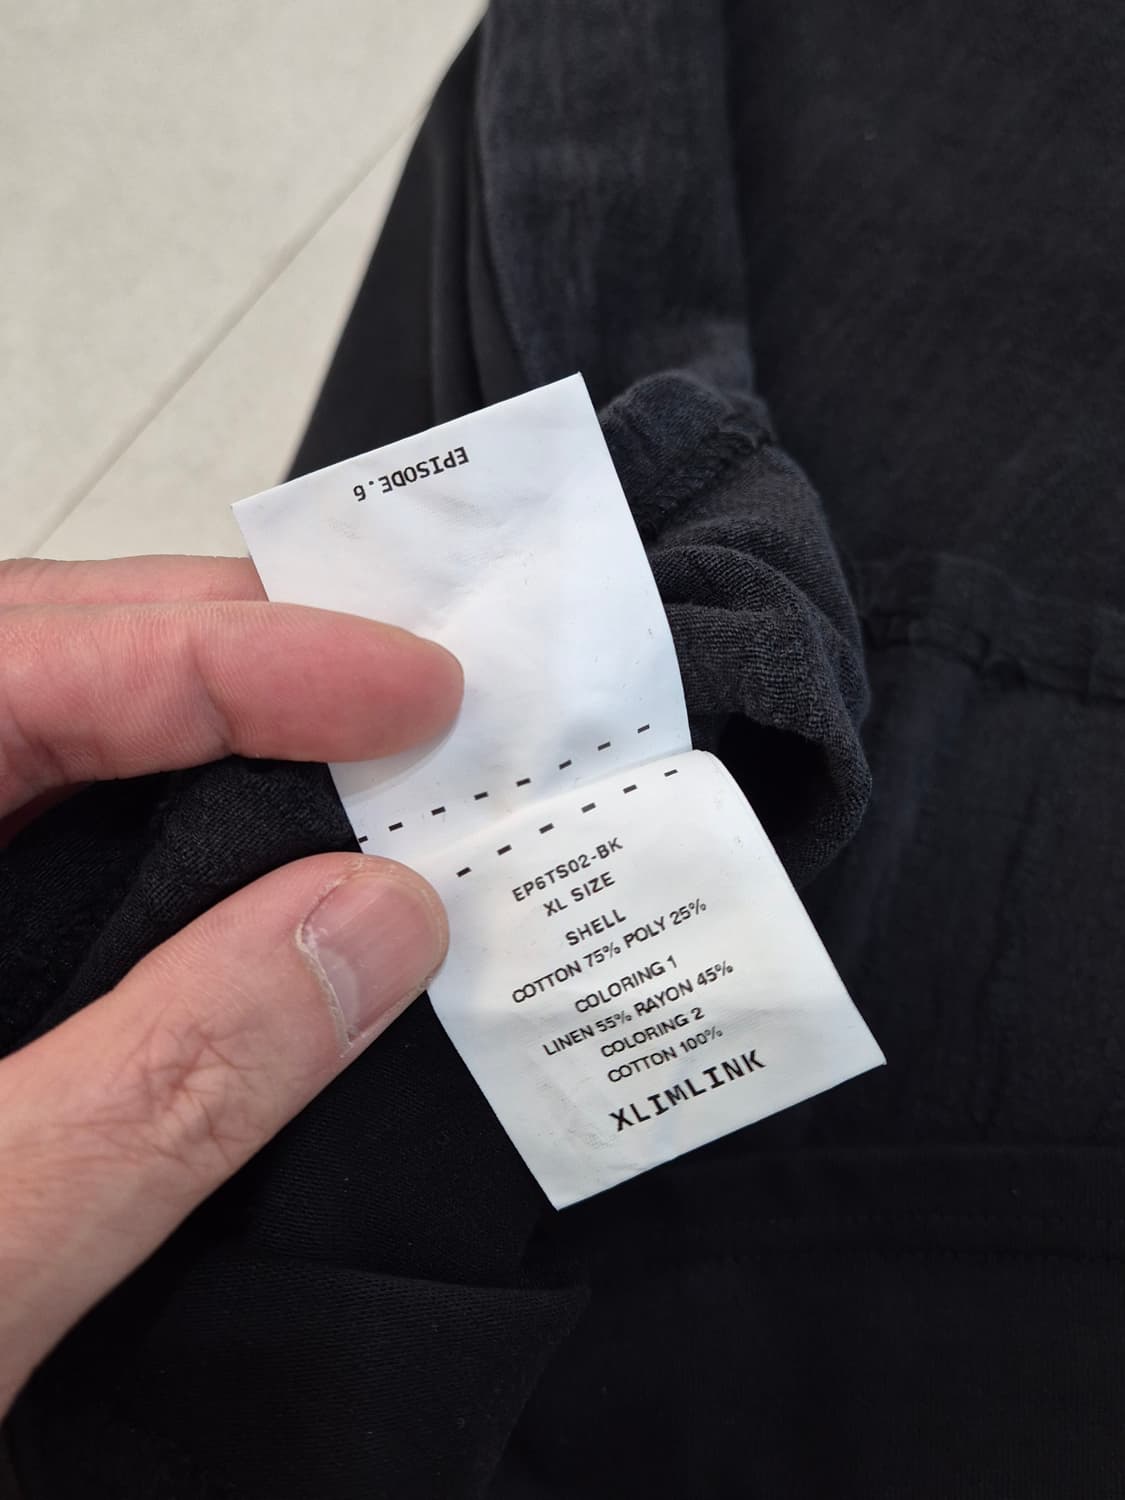 EPISODE.6
EP6TS02-BK
XL SIZE
SHELL
COTTON 75% POLY 25%
COLORING 1
LINEN 55% RAYON 45%
COLORING 2
COTTON 100%
XLIMLINK